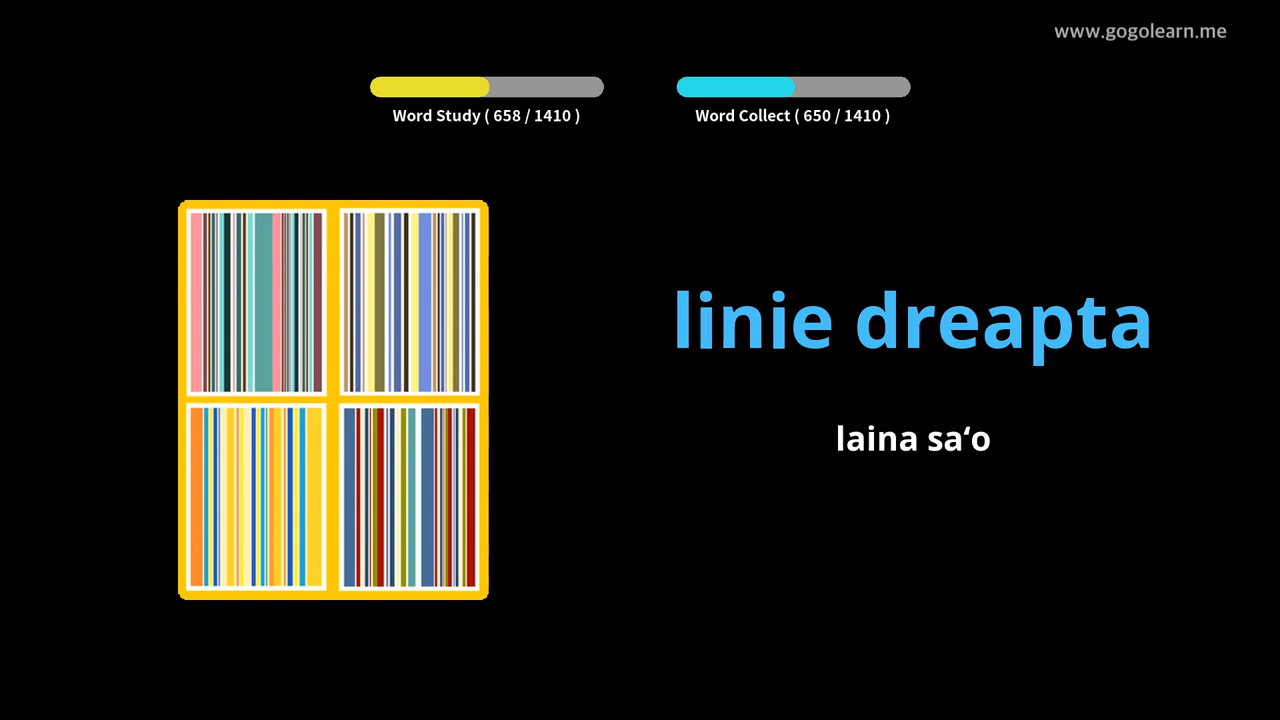 www.gogolearn.me
Word Study ( 658 / 1410 )
Word Collect ( 650 / 1410 )
linie dreapta
laina sa‘o